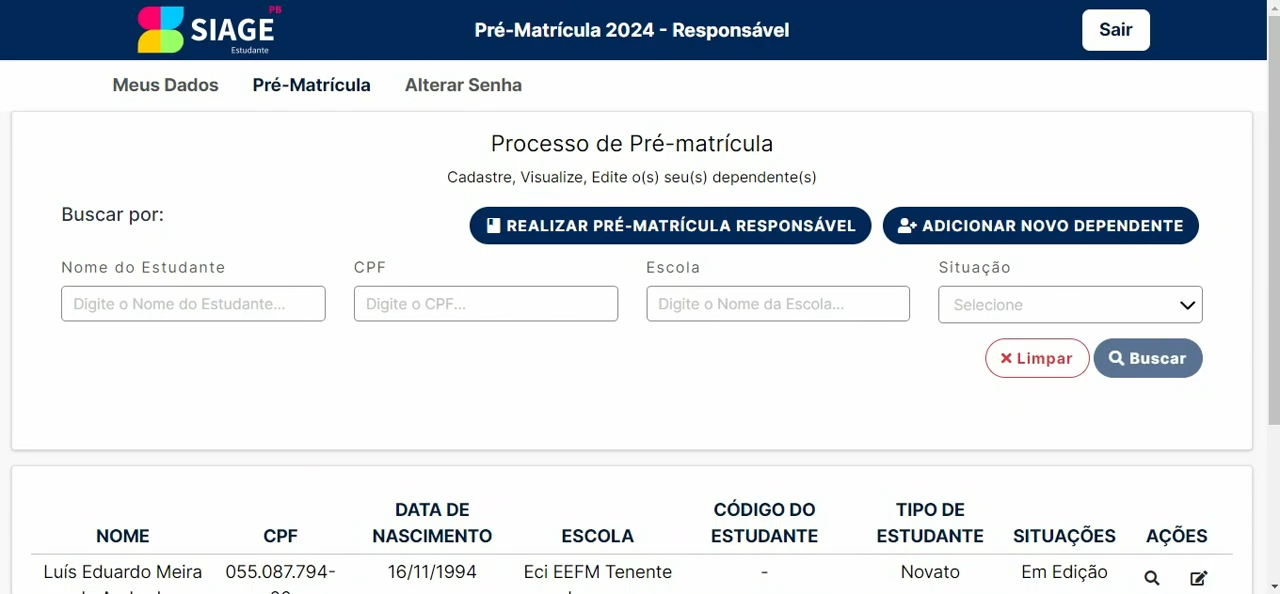 SIAGE PB
Estudante
Pré-Matrícula 2024 - Responsável
Sair
Meus Dados Pré-Matrícula Alterar Senha
Processo de Pré-matrícula
Cadastre, Visualize, Edite o(s) seu(s) dependente(s)
Buscar por:
REALIZAR PRÉ-MATRÍCULA RESPONSÁVEL
ADICIONAR NOVO DEPENDENTE
Nome do Estudante CPF Escola Situação
Digite o Nome do Estudante... Digite o CPF... Digite o Nome da Escola... Selecione
Limpar Buscar
DATA DE CÓDIGO DO TIPO DE
NOME CPF NASCIMENTO ESCOLA ESTUDANTE ESTUDANTE SITUAÇÕES AÇÕES
Luís Eduardo Meira 055.087.794- 16/11/1994 Eci EEFM Tenente - Novato Em Edição